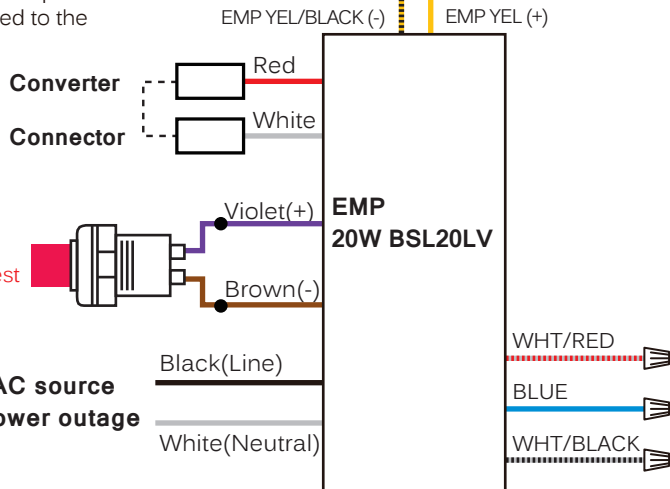 ed to the
EMP YEL/BLACK (-)
EMP YEL (+)
Converter
Red
Connector
White
Violet(+)
EMP
20W BSL20LV
est
Brown(-)
WHT/RED
Black(Line)
AC source
BLUE
ower outage
White(Neutral)
WHT/BLACK